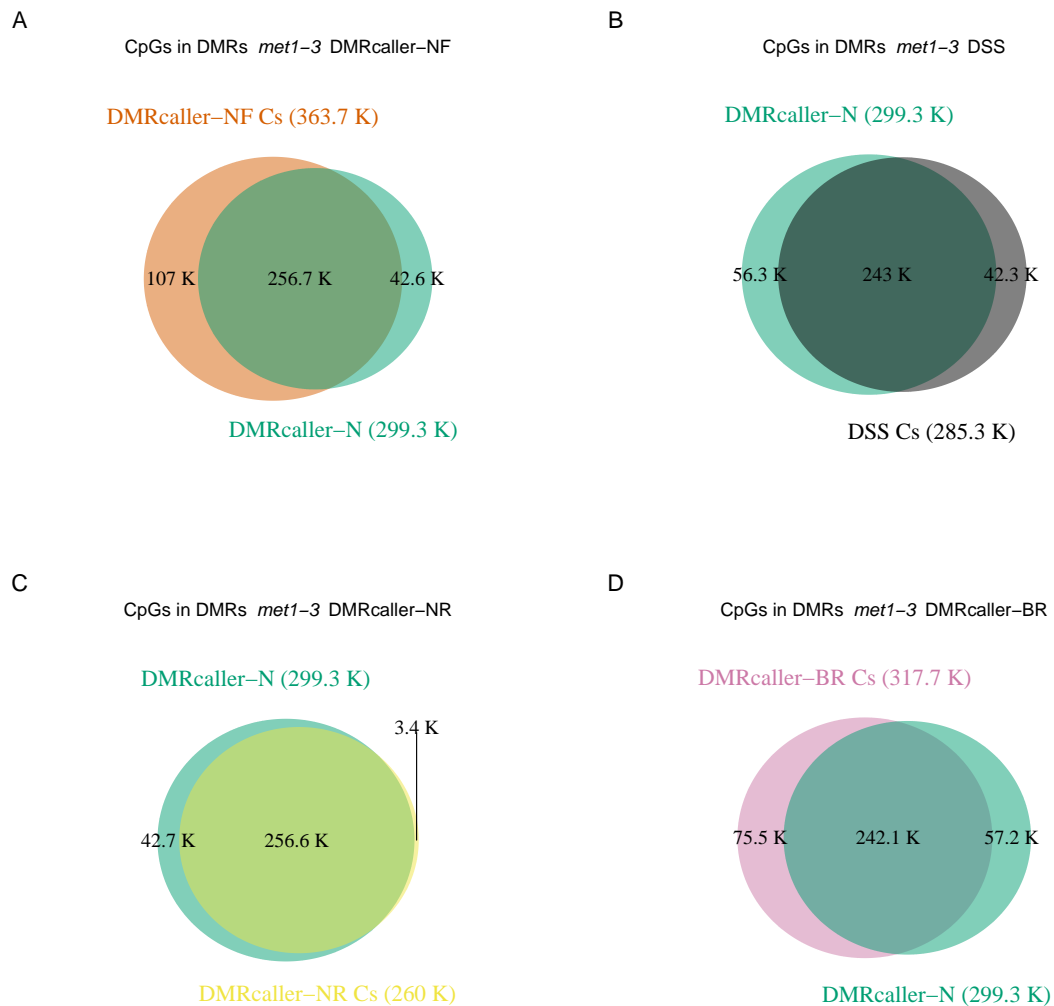 A
CpGs in DMRs met1−3 DMRcaller−NF
DMRcaller−NF Cs (363.7 K)
107 K
256.7 K
42.6 K
DMRcaller−N (299.3 K)
B
CpGs in DMRs met1−3 DSS
DMRcaller−N (299.3 K)
56.3 K
243 K
42.3 K
DSS Cs (285.3 K)
C
CpGs in DMRs met1−3 DMRcaller−NR
DMRcaller−N (299.3 K)
3.4 K
42.7 K
256.6 K
DMRcaller−NR Cs (260 K)
D
CpGs in DMRs met1−3 DMRcaller−BR
DMRcaller−BR Cs (317.7 K)
75.5 K
242.1 K
57.2 K
DMRcaller−N (299.3 K)